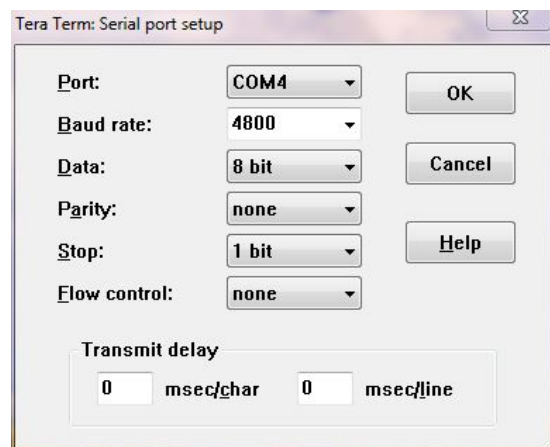 Tera Term: Serial port setup
Port: COM4
OK
Baud rate: 4800
Data: 8 bit
Cancel
Parity: none
Stop: 1 bit
Help
Flow control: none
Transmit delay
0 msec/char 0 msec/line